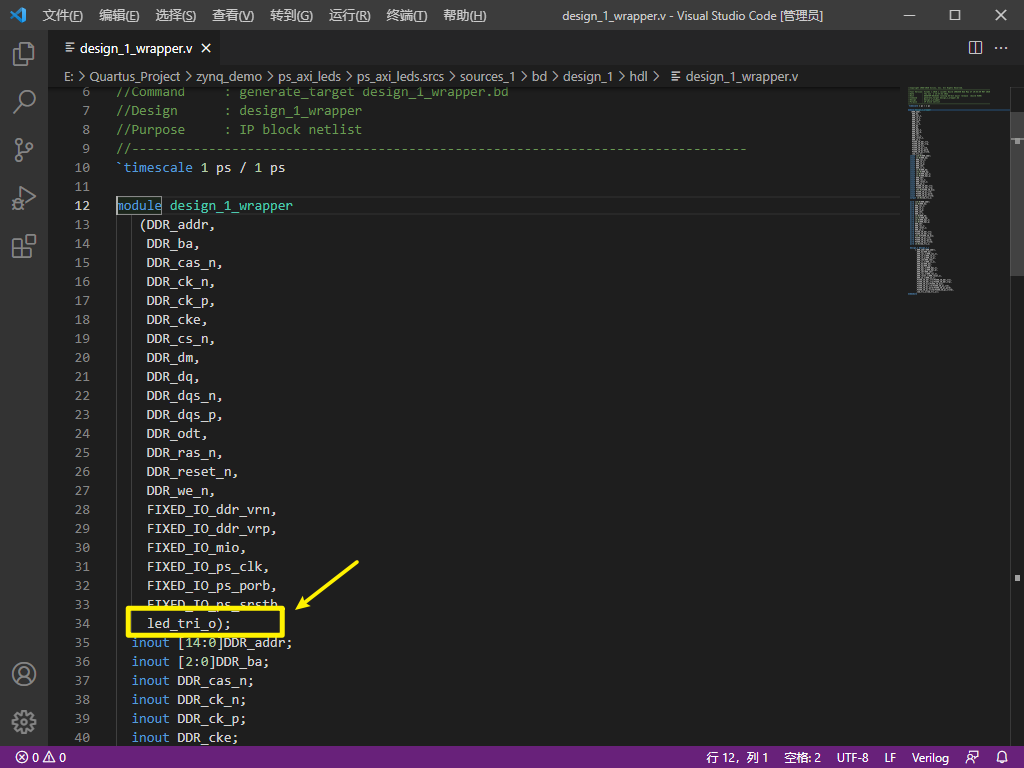 文件(F) 编辑(E) 选择(S) 查看(V) 转到(G) 运行(R) 终端(T) 帮助(H) design_1_wrapper.v - Visual Studio Code [管理员]
design_1_wrapper.v
E: > Quartus_Project > zynq_demo > ps_axi_leds > ps_axi_leds.srcs > sources_1 > bd > design_1 > hdl > design_1_wrapper.v
6 //Command     : generate_target design_1_wrapper.bd
7 //Design      : design_1_wrapper
8 //Purpose     : IP block netlist
9 //--------------------------------------------------------------------------------
10 `timescale 1 ps / 1 ps
11
12 module design_1_wrapper
13    (DDR_addr,
14     DDR_ba,
15     DDR_cas_n,
16     DDR_ck_n,
17     DDR_ck_p,
18     DDR_cke,
19     DDR_cs_n,
20     DDR_dm,
21     DDR_dq,
22     DDR_dqs_n,
23     DDR_dqs_p,
24     DDR_odt,
25     DDR_ras_n,
26     DDR_reset_n,
27     DDR_we_n,
28     FIXED_IO_ddr_vrn,
29     FIXED_IO_ddr_vrp,
30     FIXED_IO_mio,
31     FIXED_IO_ps_clk,
32     FIXED_IO_ps_porb,
33     FIXED_IO_ps_srstb,
34     led_tri_o);
35   inout [14:0]DDR_addr;
36   inout [2:0]DDR_ba;
37   inout DDR_cas_n;
38   inout DDR_ck_n;
39   inout DDR_ck_p;
40   inout DDR_cke;
0 0 行 12，列 1 空格: 2 UTF-8 LF Verilog